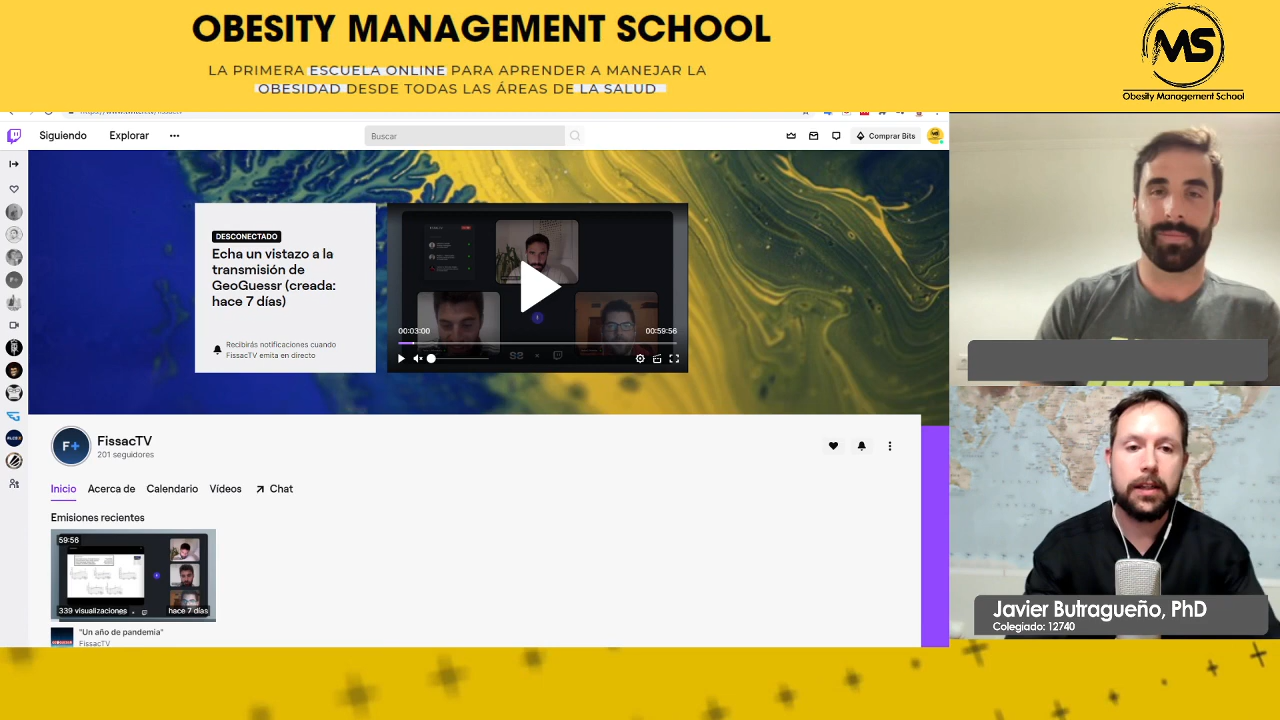 OBESITY MANAGEMENT SCHOOL
LA PRIMERA ESCUELA ONLINE PARA APRENDER A MANEJAR LA
OBESIDAD DESDE TODAS LAS ÁREAS DE LA SALUD
MS
Obesity Management School
Siguiendo Explorar
Buscar
Comprar Bits
DESCONECTADO
Echa un vistazo a la
transmisión de
GeoGuessr (creada:
hace 7 días)
Recibirás notificaciones cuando
FissacTV emita en directo
00:03:00
00:59:56
F+
FissacTV
201 seguidores
Inicio Acerca de Calendario Vídeos Chat
Emisiones recientes
59:56
339 visualizaciones
hace 7 días
"Un año de pandemia"
FissacTV
Javier Butragueño, PhD
Colegiado: 12740